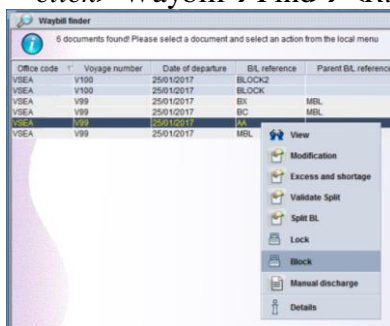 Waybill finder
6 documents found! Please select a document and select an action from the local menu
Office code Voyage number Date of departure B/L reference Parent B/L reference
VSEA V100 25/01/2017 BLOCK2
VSEA V100 25/01/2017 BLOCK
VSEA V99 25/01/2017 BX MBL
VSEA V99 25/01/2017 BC MBL
VSEA V99 25/01/2017 AA
VSEA V99 25/01/2017 MBL
View
Modification
Excess and shortage
Validate Split
Split BL
Lock
Block
Manual discharge
Details